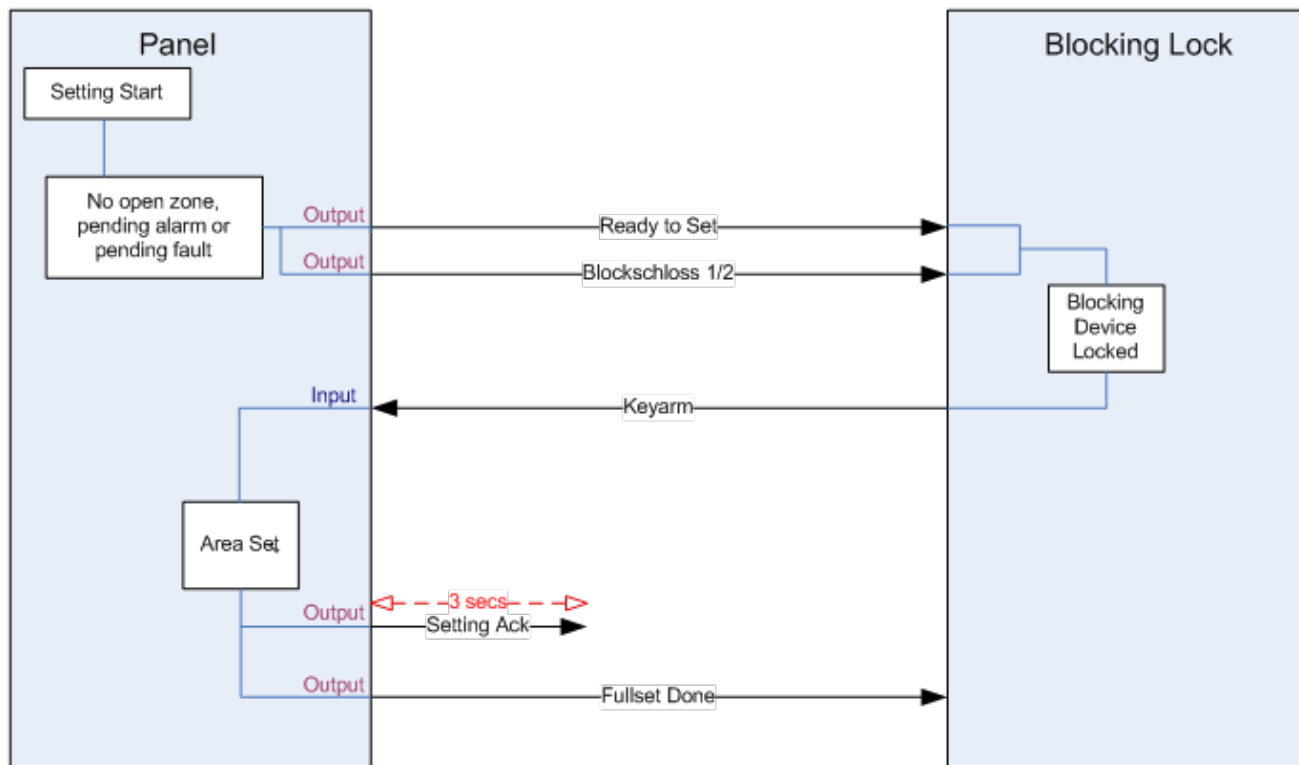 Panel
Blocking Lock
Setting Start
No open zone,
pending alarm or
pending fault
Output
Ready to Set
Output
Blockschloss 1/2
Blocking
Device
Locked
Input
Keyarm
Area Set
3 secs
Output
Setting Ack
Output
Fullset Done